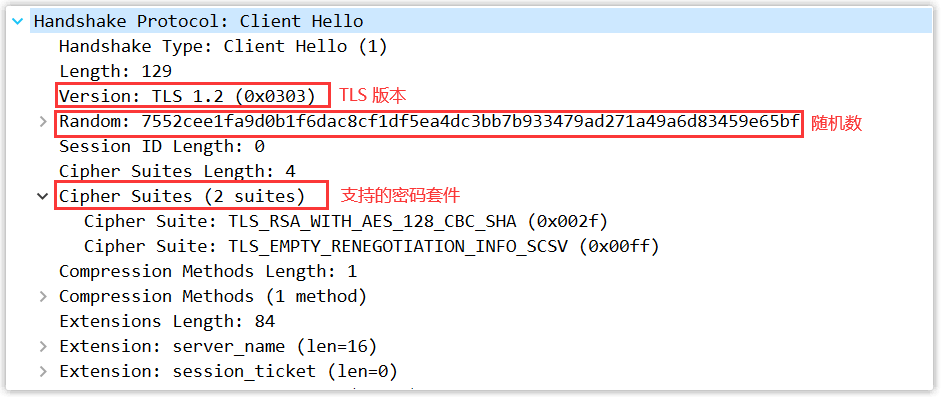 Handshake Protocol: Client Hello
Handshake Type: Client Hello (1)
Length: 129
Version: TLS 1.2 (0x0303) TLS 版本
Random: 7552cee1fa9d0b1f6dac8cf1df5ea4dc3bb7b933479ad271a49a6d83459e65bf 随机数
Session ID Length: 0
Cipher Suites Length: 4
Cipher Suites (2 suites) 支持的密码套件
Cipher Suite: TLS_RSA_WITH_AES_128_CBC_SHA (0x002f)
Cipher Suite: TLS_EMPTY_RENEGOTIATION_INFO_SCSV (0x00ff)
Compression Methods Length: 1
Compression Methods (1 method)
Extensions Length: 84
Extension: server_name (len=16)
Extension: session_ticket (len=0)